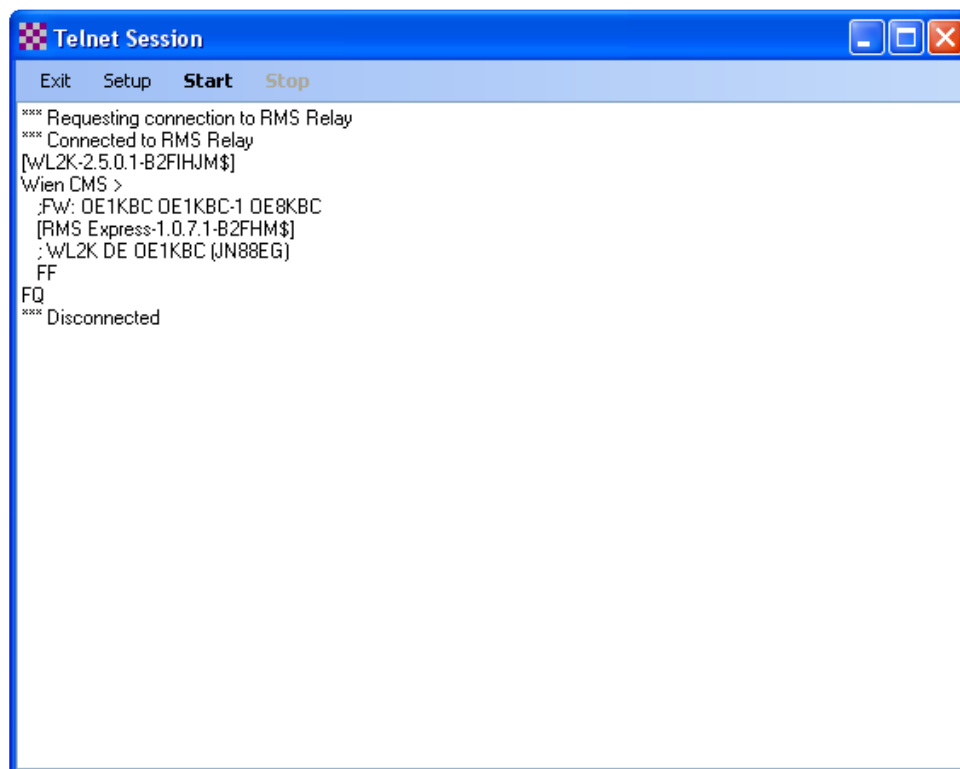 Telnet Session
Exit Setup Start Stop
*** Requesting connection to RMS Relay
*** Connected to RMS Relay
[WL2K-2.5.0.1-B2FIHJM$]
Wien CMS >
;FW: OE1KBC OE1KBC-1 OE8KBC
[RMS Express-1.0.7.1-B2FHM$]
; WL2K DE OE1KBC (JN88EG)
FF
FQ
*** Disconnected